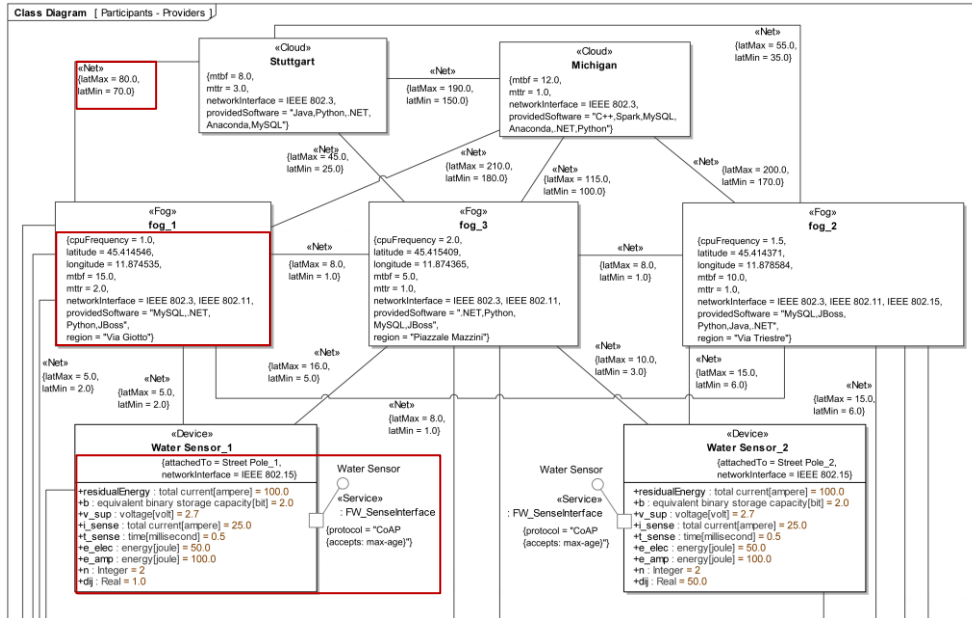 Class Diagram [ Participants - Providers ]
«Net»
{latMax = 80.0,
latMin = 70.0}
«Cloud»
Stuttgart
{mtbf = 8.0,
mttr = 3.0,
networkInterface = IEEE 802.3,
providedSoftware = "Java,Python,.NET,
Anaconda,MySQL"}
«Net»
{latMax =
190.0,
latMin =
150.0}
«Cloud»
Michigan
{mtbf = 12.0,
mttr = 1.0,
networkInterface = IEEE 802.3,
providedSoftware = "C++,Spark,MySQL,
Anaconda,.NET,Python"}
«Net»
{latMax = 55.0,
latMin = 35.0}
«Net»
{latMax = 45.0,
latMin = 25.0}
«Net»
{latMax = 210.0,
latMin = 180.0}
«Net»
{latMax = 115.0,
latMin = 100.0}
«Net»
{latMax = 200.0,
latMin = 170.0}
«Fog»
fog_1
{cpuFrequency = 1.0,
latitude = 45.414546,
longitude = 11.874535,
mtbf = 15.0,
mttr = 2.0,
networkInterface = IEEE 802.3, IEEE 802.11,
providedSoftware = "MySQL,.NET,
Python,JBoss",
region = "Via Giotto"}
«Net»
{latMax = 8.0,
latMin = 1.0}
«Fog»
fog_3
{cpuFrequency = 2.0,
latitude = 45.415409,
longitude = 11.874365,
mtbf = 5.0,
mttr = 1.0,
networkInterface = IEEE 802.3, IEEE 802.11,
providedSoftware = ".NET,Python,
MySQL,JBoss",
region = "Piazzale Mazzini"}
«Net»
{latMax = 8.0,
latMin = 1.0}
«Fog»
fog_2
{cpuFrequency = 1.5,
latitude = 45.414371,
longitude = 11.878584,
mtbf = 10.0,
mttr = 2.0,
networkInterface = IEEE 802.3, IEEE 802.11, IEEE 802.15,
providedSoftware = "MySQL,JBoss,
Python,Java,.NET",
region = "Via Triestre"}
«Net»
{latMax = 5.0,
latMin = 2.0}
«Net»
{latMax = 5.0,
latMin = 2.0}
«Net»
{latMax = 16.0,
latMin = 5.0}
«Net»
{latMax = 8.0,
latMin = 1.0}
«Net»
{latMax = 10.0,
latMin = 3.0}
«Net»
{latMax = 15.0,
latMin = 6.0}
«Net»
{latMax = 15.0,
latMin = 6.0}
«Device»
Water Sensor_1
{attachedTo = Street Pole_1,
networkInterface = IEEE 802.15}
+residualEnergy : total current[ampere] = 100.0
+b : equivalent binary storage capacity[bit] = 2.0
+v_sup : voltage[volt] = 2.7
+i_sense : total current[ampere] = 25.0
+t_sense : time[millisecond] = 0.5
+e_elec : energy[joule] = 50.0
+e_amp : energy[joule] = 100.0
+n : Integer = 2
+dij : Real = 1.0
Water Sensor
«Service»
: FW_SenseInterface
{protocol = "CoAP
{accepts: max-age}"}
Water Sensor
«Service»
: FW_SenseInterface
{protocol = "CoAP
{accepts: max-age}"}
«Device»
Water Sensor_2
{attachedTo = Street Pole_2,
networkInterface = IEEE 802.15}
+residualEnergy : total current[ampere] = 100.0
+b : equivalent binary storage capacity[bit] = 2.0
+v_sup : voltage[volt] = 2.7
+i_sense : total current[ampere] = 25.0
+t_sense : time[millisecond] = 0.5
+e_elec : energy[joule] = 50.0
+e_amp : energy[joule] = 100.0
+n : Integer = 2
+dij : Real = 50.0